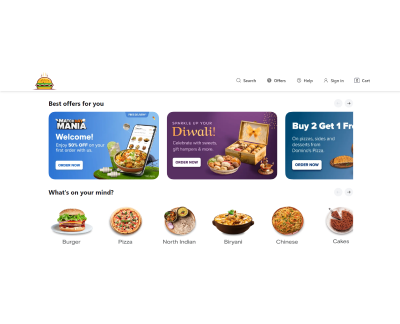 Search
Offers
Help
Sign in
Cart
Best offers for you
MATCH
MANIA
Welcome!
Enjoy 50% OFF on your
first order with us.
ORDER NOW
SPARKLE UP YOUR
Diwali!
Celebrate with sweets,
gift hampers & more.
ORDER NOW
Buy 2 Get 1 Fr
On pizzas, sides and
desserts from
Domino's Pizza.
ORDER NOW
What's on your mind?
Burger
Pizza
North Indian
Biryani
Chinese
Cakes